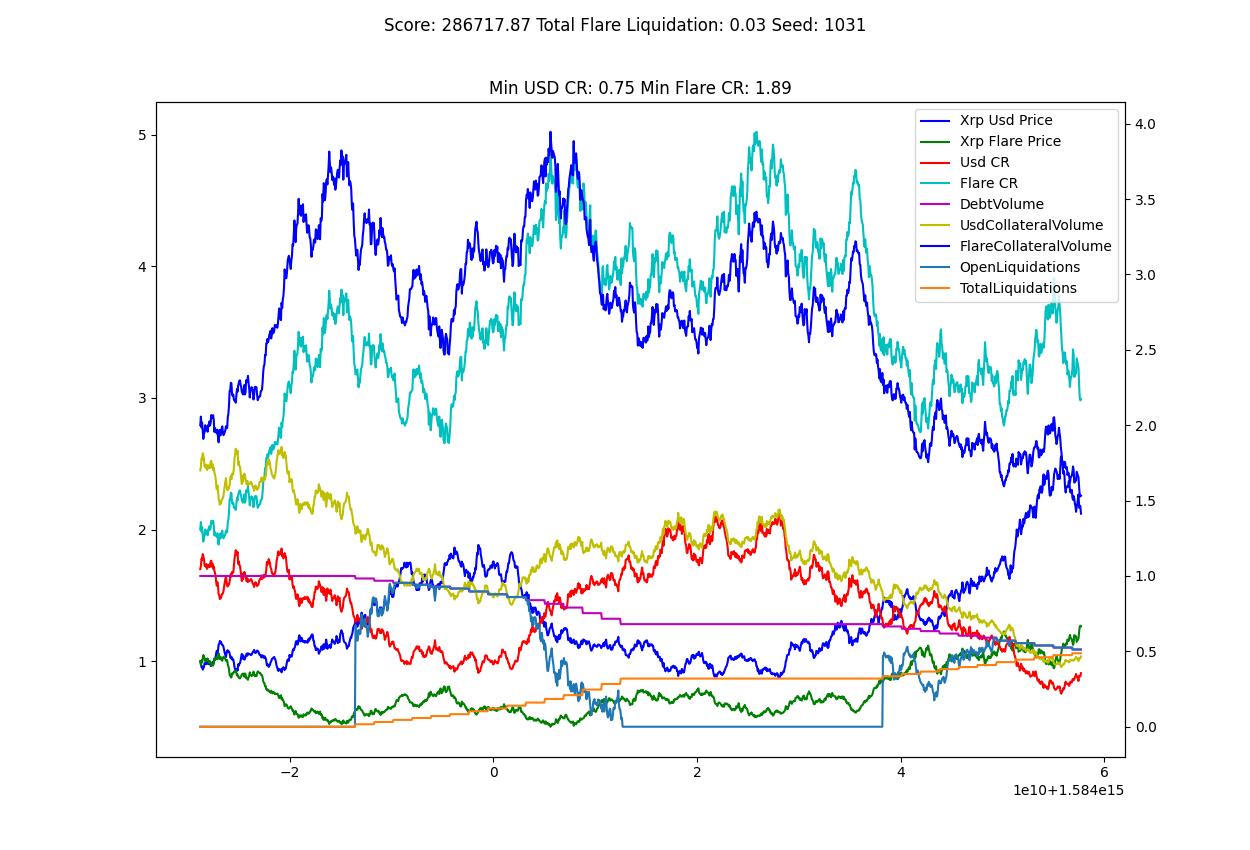 Score: 286717.87 Total Flare Liquidation: 0.03 Seed: 1031
Min USD CR: 0.75 Min Flare CR: 1.89
Xrp Usd Price
Xrp Flare Price
Usd CR
Flare CR
DebtVolume
UsdCollateralVolume
FlareCollateralVolume
OpenLiquidations
TotalLiquidations
5
4
3
2
1
4.0
3.5
3.0
2.5
2.0
1.5
1.0
0.5
0.0
−2
0
2
4
6
1e10+1.584e15